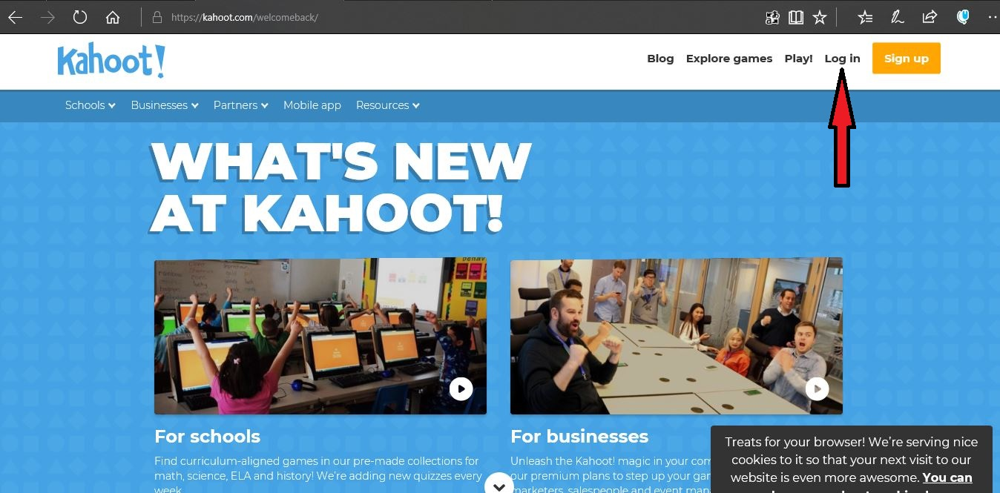 https://kahoot.com/welcomeback/
Kahoot!
Blog Explore games Play! Log in Sign up
Schools Businesses Partners Mobile app Resources
WHAT'S NEW
AT KAHOOT!
For schools
Find curriculum-aligned games in our pre-made collections for
math, science, ELA and history! We're adding new quizzes every
week.
For businesses
Unleash the Kahoot! magic in your com
our premium plans to step up your gam
marketers, salespeople and event mana
Treats for your browser! We're serving nice
cookies to it so that your next visit to our
website is even more awesome. You can